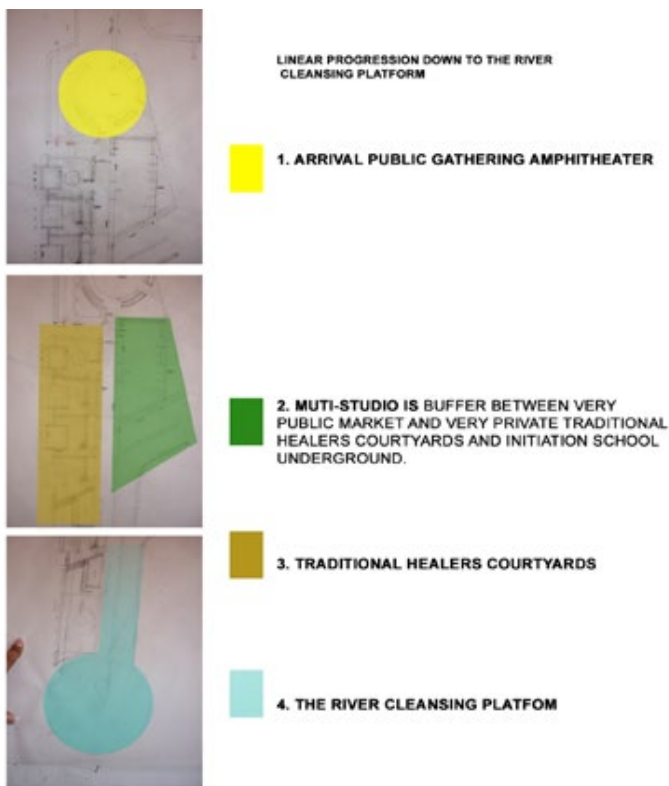 LINEAR PROGRESSION DOWN TO THE RIVER
CLEANSING PLATFORM
1. ARRIVAL PUBLIC GATHERING AMPHITHEATER
2. MUTI-STUDIO IS BUFFER BETWEEN VERY
PUBLIC MARKET AND VERY PRIVATE TRADITIONAL
HEALERS COURTYARDS AND INITIATION SCHOOL
UNDERGROUND.
3. TRADITIONAL HEALERS COURTYARDS
4. THE RIVER CLEANSING PLATFOM